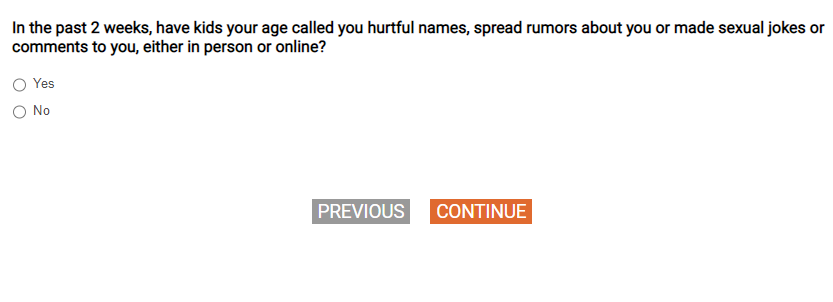 In the past 2 weeks, have kids your age called you hurtful names, spread rumors about you or made sexual jokes or
comments to you, either in person or online?
Yes
No
PREVIOUS CONTINUE